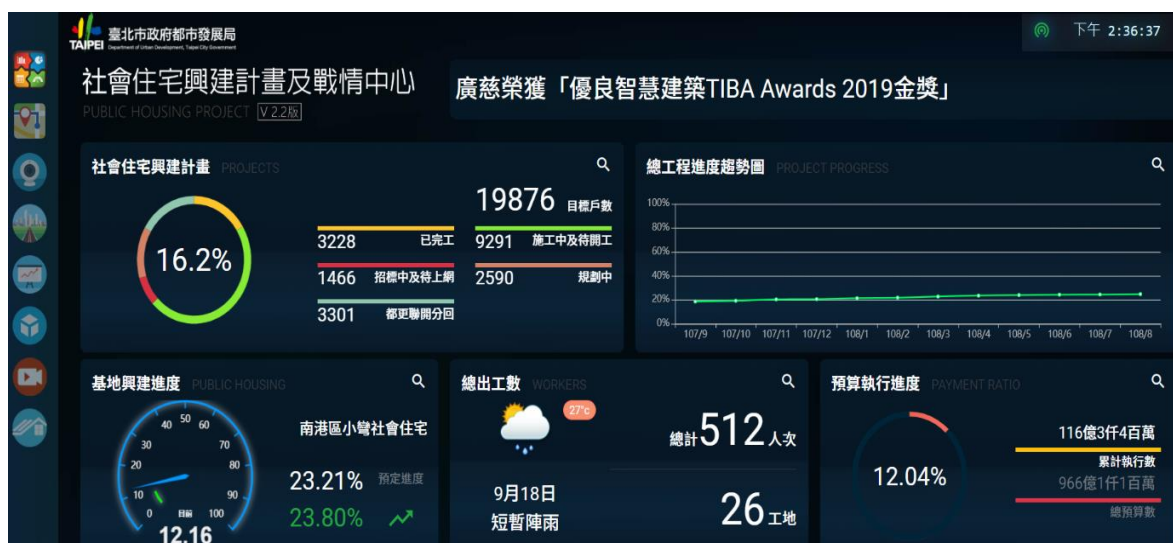 臺北市政府都市發展局
TAIPEI Department of Urban Development, Taipei City Government
下午 2:36:37
社會住宅興建計畫及戰情中心
PUBLIC HOUSING PROJECT V 2.2版
廣慈榮獲「優良智慧建築TIBA Awards 2019金獎」
社會住宅興建計畫 PROJECTS
16.2%
19876 目標戶數
3228 已完工
9291 施工中及待開工
1466 招標中及待上網
2590 規劃中
3301 都更聯開分回
總工程進度趨勢圖 PROJECT PROGRESS
100%
80%
60%
40%
20%
0%
107/9 107/10 107/11 107/12 108/1 108/2 108/3 108/4 108/5 108/6 108/7 108/8
基地興建進度 PUBLIC HOUSING
0 10 20 30 40 50 60 70 80 90 100
目前
12.16
南港區小彎社會住宅
23.21% 預定進度
23.80%
總出工數 WORKERS
27°c
9月18日
短暫陣雨
總計 512 人次
26 工地
預算執行進度 PAYMENT RATIO
12.04%
116億3仟4百萬
累計執行數
966億1仟1百萬
總預算數